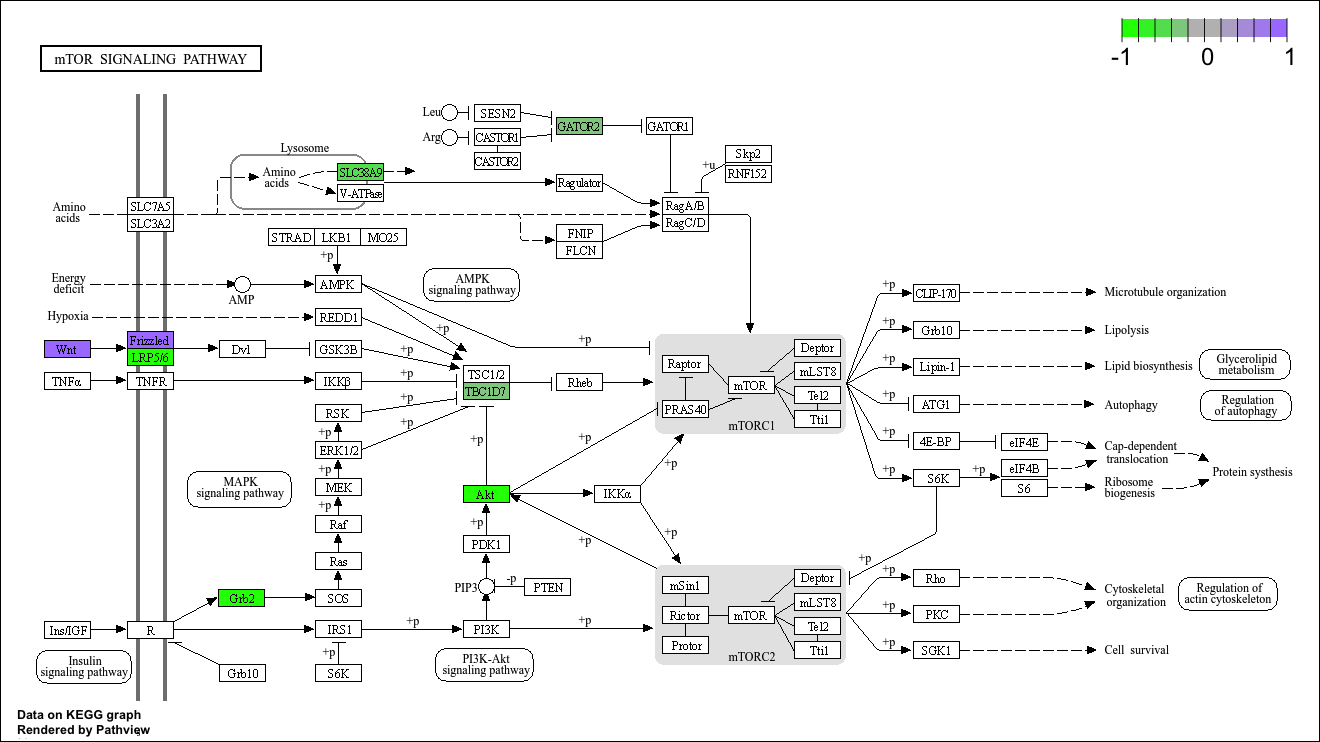 mTOR SIGNALING PATHWAY
-1 0 1
Leu
SESN2
Arg
CASTOR1
CASTOR2
GATOR2
GATOR1
Skp2
RNF152
+u
Lysosome
Amino
acids
SLC38A9
V-ATPase
Ragulator
RagA/B
RagC/D
Amino
acids
SLC7A5
SLC3A2
FNIP
FLCN
STRAD
LKB1
MO25
+p
Energy
deficit
AMP
AMPK
AMPK
signaling pathway
Hypoxia
REDD1
+p
+p
Wnt
Frizzled
LRP5/6
Dvl
GSK3B
+p
TNFα
TNFR
IKKβ
+p
TSC1/2
TBC1D7
Rheb
Raptor
mTOR
PRAS40
Deptor
mLST8
Tel2
Tti1
mTORC1
+p
CLIP-170
Microtubule organization
+p
Grb10
Lipolysis
+p
Lipin-1
Lipid biosynthesis
Glycerolipid
metabolism
+p
ATG1
Autophagy
Regulation
of autophagy
+p
4E-BP
eIF4E
Cap-dependent
translocation
+p
S6K
+p
eIF4B
S6
Ribosome
biogenesis
Protein systhesis
RSK
+p
+p
ERK1/2
+p
+p
MEK
+p
Raf
Ras
MAPK
signaling pathway
+p
+p
Akt
IKKα
+p
+p
+p
+p
PDK1
PIP3
-p
PTEN
Grb2
SOS
Ins/IGF
R
IRS1
+p
PI3K
Insulin
signaling pathway
Grb10
+p
S6K
PI3K-Akt
signaling pathway
mSin1
Rictor
Protor
mTOR
Deptor
mLST8
Tel2
Tti1
mTORC2
+p
+p
Rho
+p
PKC
+p
SGK1
Cytoskeletal
organization
Regulation of
actin cytoskeleton
Cell survival
Data on KEGG graph
Rendered by Pathview